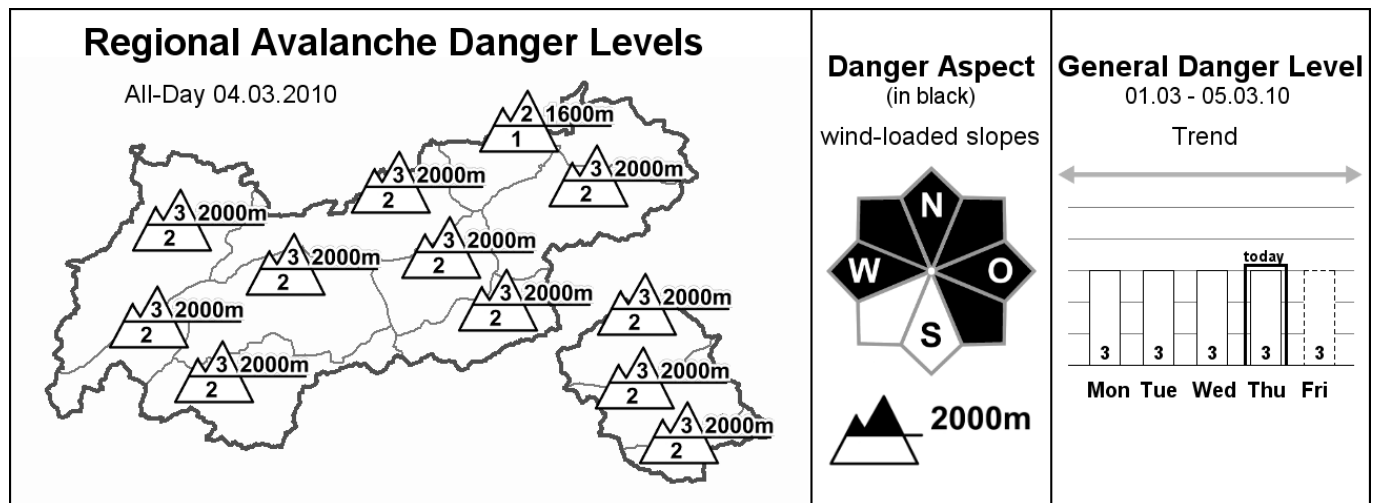 Regional Avalanche Danger Levels
All-Day 04.03.2010
2 1600m
1
3 2000m
2
3 2000m
2
3 2000m
2
3 2000m
2
3 2000m
2
3 2000m
2
3 2000m
2
3 2000m
2
3 2000m
2
3 2000m
2
3 2000m
2
Danger Aspect
(in black)
wind-loaded slopes
N
W O
S
2000m
General Danger Level
01.03 - 05.03.10
Trend
today
3 3 3 3 3
Mon Tue Wed Thu Fri